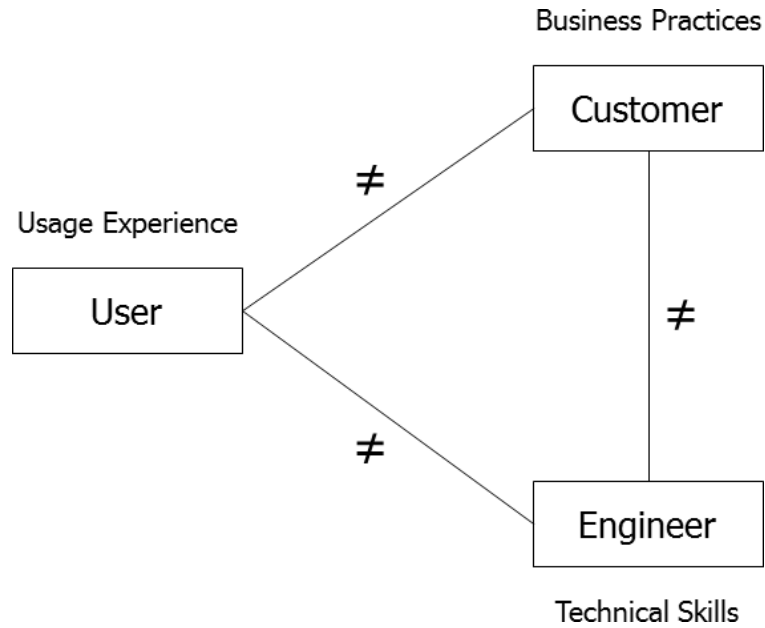 Business Practices
Customer
≠
Usage Experience
User
≠
≠
Engineer
Technical Skills